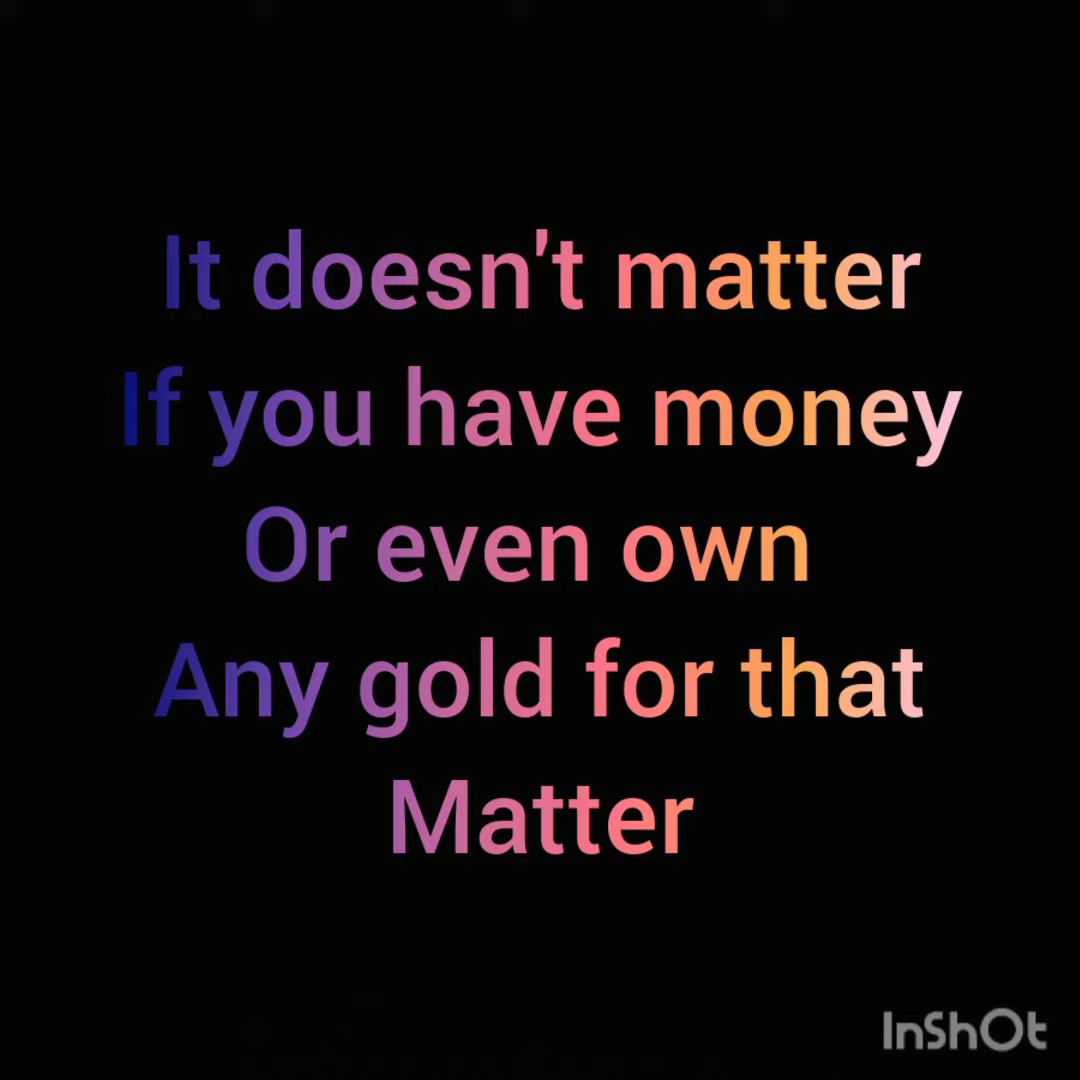 It doesn't matter
If you have money
Or even own
Any gold for that
Matter
InShOt